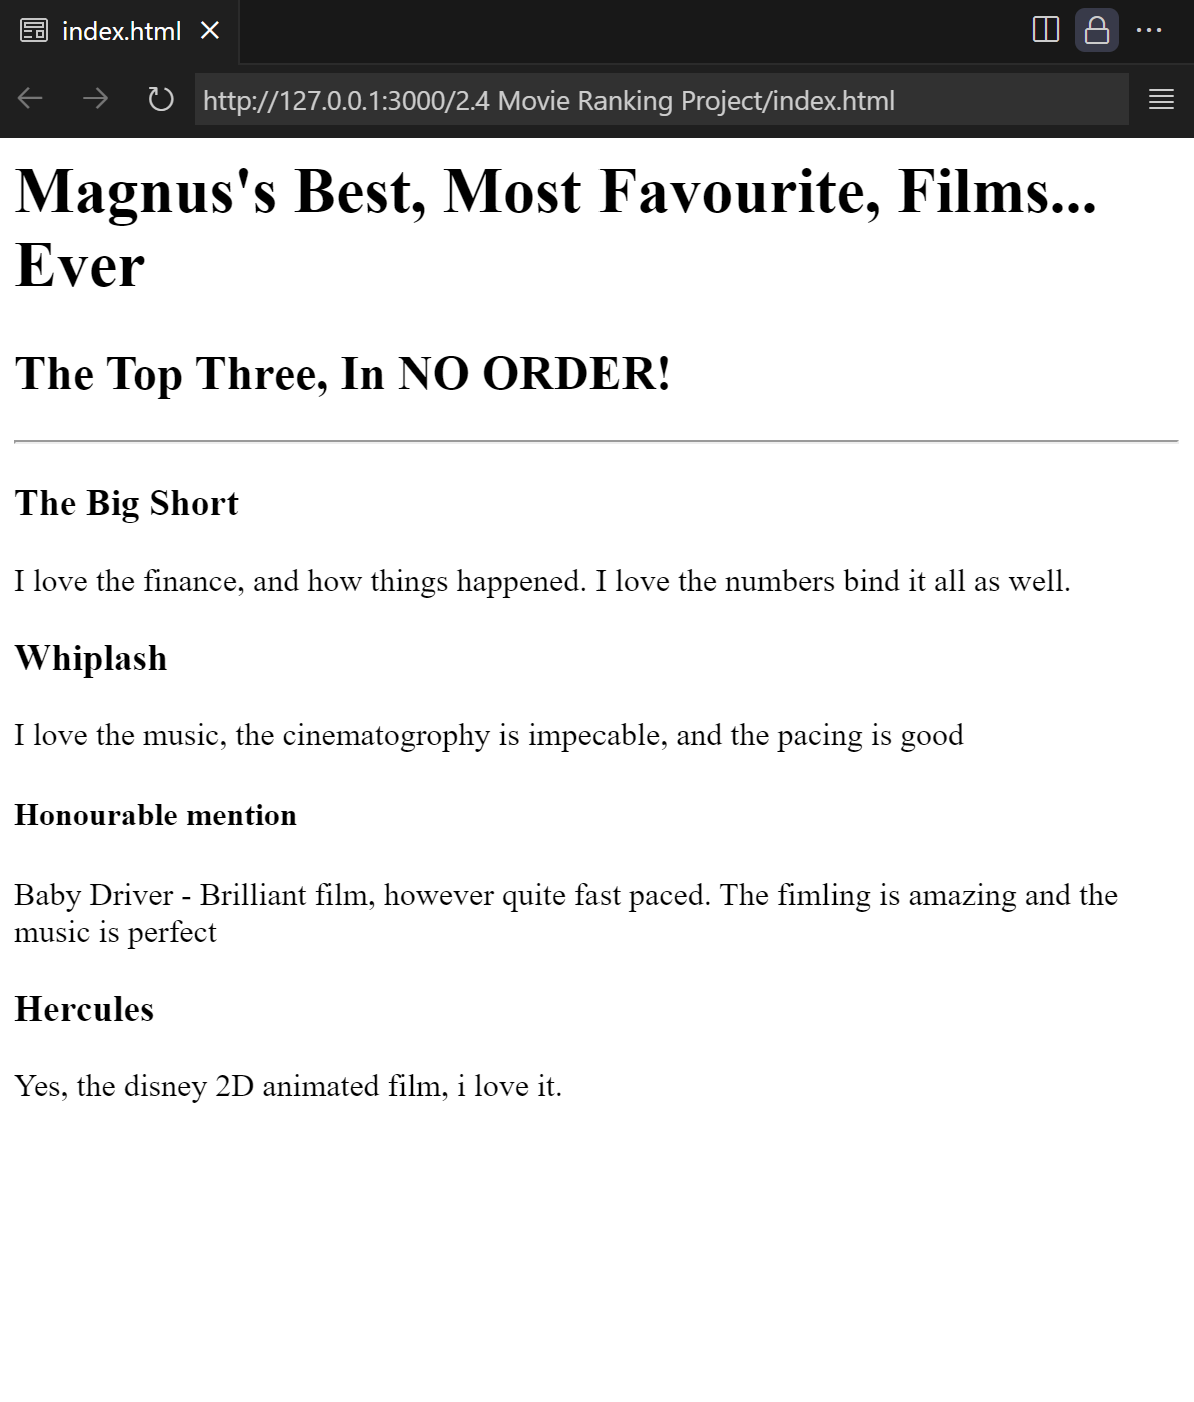 index.html
http://127.0.0.1:3000/2.4 Movie Ranking Project/index.html
Magnus's Best, Most Favourite, Films...
Ever
The Top Three, In NO ORDER!
The Big Short
I love the finance, and how things happened. I love the numbers bind it all as well.
Whiplash
I love the music, the cinematogrophy is impecable, and the pacing is good
Honourable mention
Baby Driver - Brilliant film, however quite fast paced. The fimling is amazing and the
music is perfect
Hercules
Yes, the disney 2D animated film, i love it.